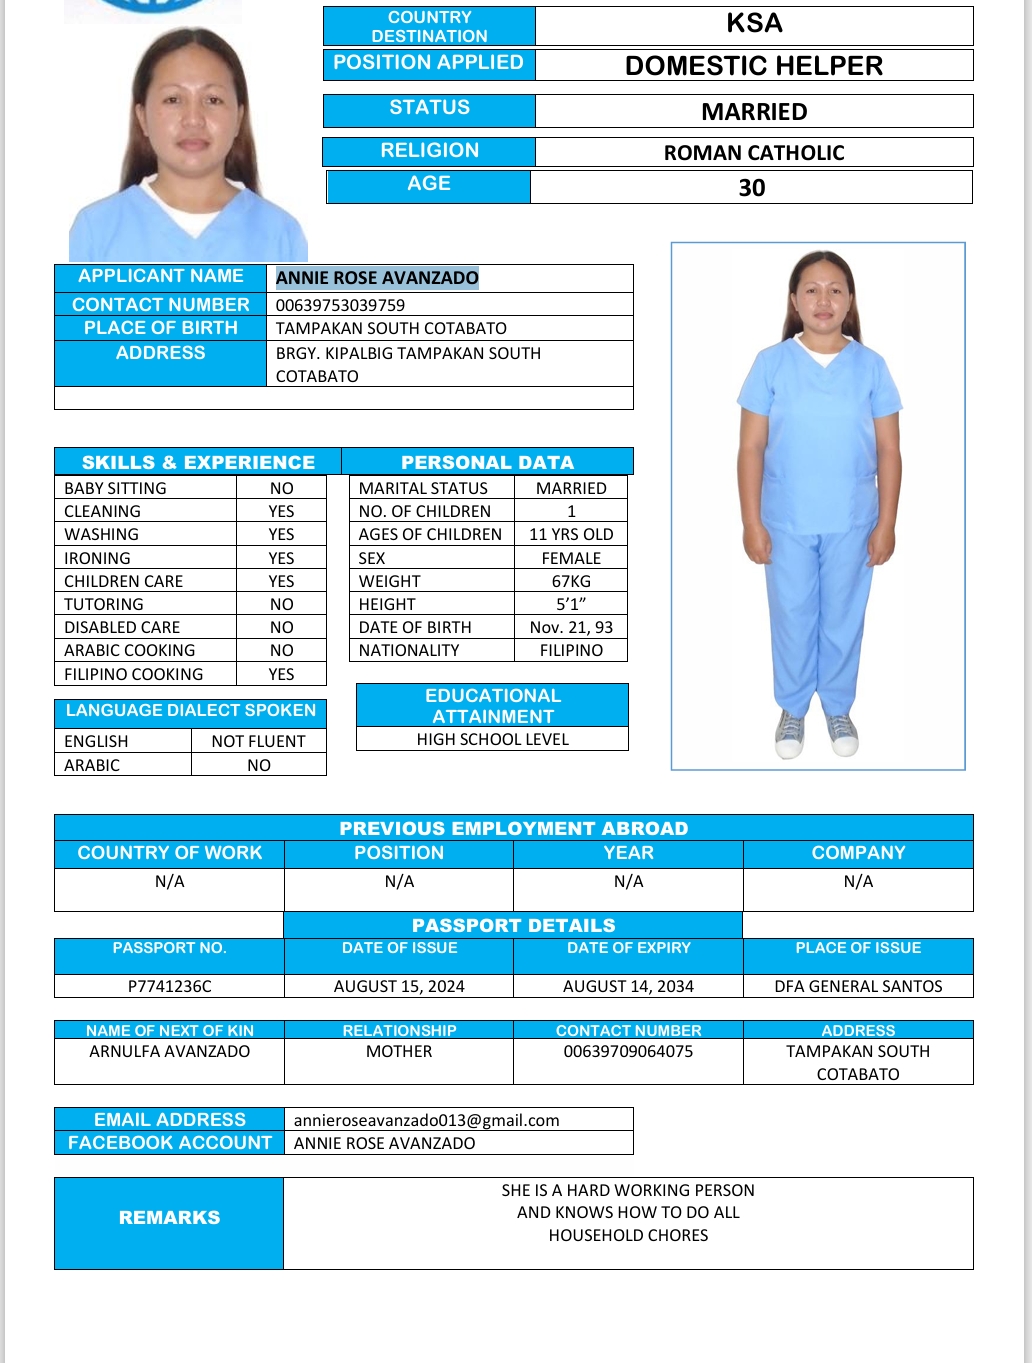 COUNTRY DESTINATION KSA
POSITION APPLIED DOMESTIC HELPER
STATUS MARRIED
RELIGION ROMAN CATHOLIC
AGE 30
APPLICANT NAME ANNIE ROSE AVANZADO
CONTACT NUMBER 00639753039759
PLACE OF BIRTH TAMPAKAN SOUTH COTABATO
ADDRESS BRGY. KIPALBIG TAMPAKAN SOUTH
COTABATO
SKILLS & EXPERIENCE
BABY SITTING NO
CLEANING YES
WASHING YES
IRONING YES
CHILDREN CARE YES
TUTORING NO
DISABLED CARE NO
ARABIC COOKING NO
FILIPINO COOKING YES
LANGUAGE DIALECT SPOKEN
ENGLISH NOT FLUENT
ARABIC NO
PERSONAL DATA
MARITAL STATUS MARRIED
NO. OF CHILDREN 1
AGES OF CHILDREN 11 YRS OLD
SEX FEMALE
WEIGHT 67KG
HEIGHT 5’1”
DATE OF BIRTH Nov. 21, 93
NATIONALITY FILIPINO
EDUCATIONAL
ATTAINMENT
HIGH SCHOOL LEVEL
PREVIOUS EMPLOYMENT ABROAD
COUNTRY OF WORK POSITION YEAR COMPANY
N/A N/A N/A N/A
PASSPORT DETAILS
PASSPORT NO. DATE OF ISSUE DATE OF EXPIRY PLACE OF ISSUE
P7741236C AUGUST 15, 2024 AUGUST 14, 2034 DFA GENERAL SANTOS
NAME OF NEXT OF KIN RELATIONSHIP CONTACT NUMBER ADDRESS
ARNULFA AVANZADO MOTHER 00639709064075 TAMPAKAN SOUTH
COTABATO
EMAIL ADDRESS annieroseavanzado013@gmail.com
FACEBOOK ACCOUNT ANNIE ROSE AVANZADO
REMARKS
SHE IS A HARD WORKING PERSON
AND KNOWS HOW TO DO ALL
HOUSEHOLD CHORES